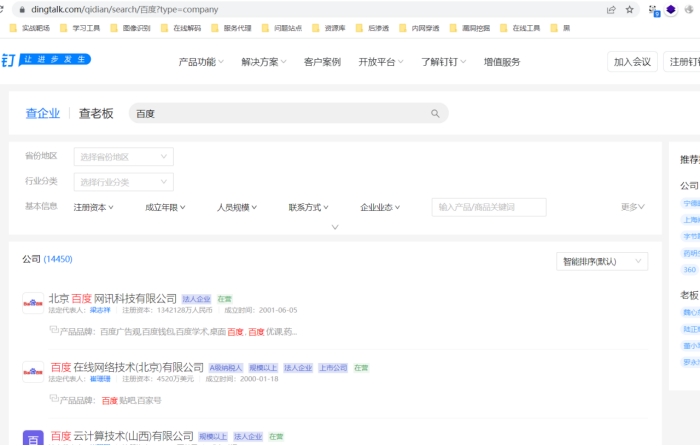 dingtalk.com/qidian/search/百度?type=company
实战靶场 学习工具 图像识别 在线解码 服务代理 问题站点 资源库 后渗透 内网穿透 漏洞挖掘 在线工具 黑
钉 让进步发生 产品功能 解决方案 客户案例 开放平台 了解钉钉 增值服务 加入会议 注册钉
查企业 查老板 百度
省份地区 选择省份地区
行业分类 选择行业分类
基本信息 注册资本 成立年限 人员规模 联系方式 企业业态 输入产品/商品关键词 更多
推荐
公司
宁德
上海
字节
药明
360
老板
公司 (14450) 智能排序(默认)
北京 百度 网讯科技有限公司 法人企业 在营
法定代表人: 梁志祥 注册资本: 1342128万人民币 成立时间: 2001-06-05
产品品牌: 百度广告观,百度钱包,百度学术,桌面 百度, 百度 优课,药...
百度 在线网络技术(北京)有限公司 A级纳税人 规模以上 法人企业 上市公司 在营
法定代表人: 崔珊珊 注册资本: 4520万美元 成立时间: 2000-01-18
产品品牌: 百度 贴吧,百家号
百 百度 云计算技术(山西)有限公司 规模以上 法人企业 在营